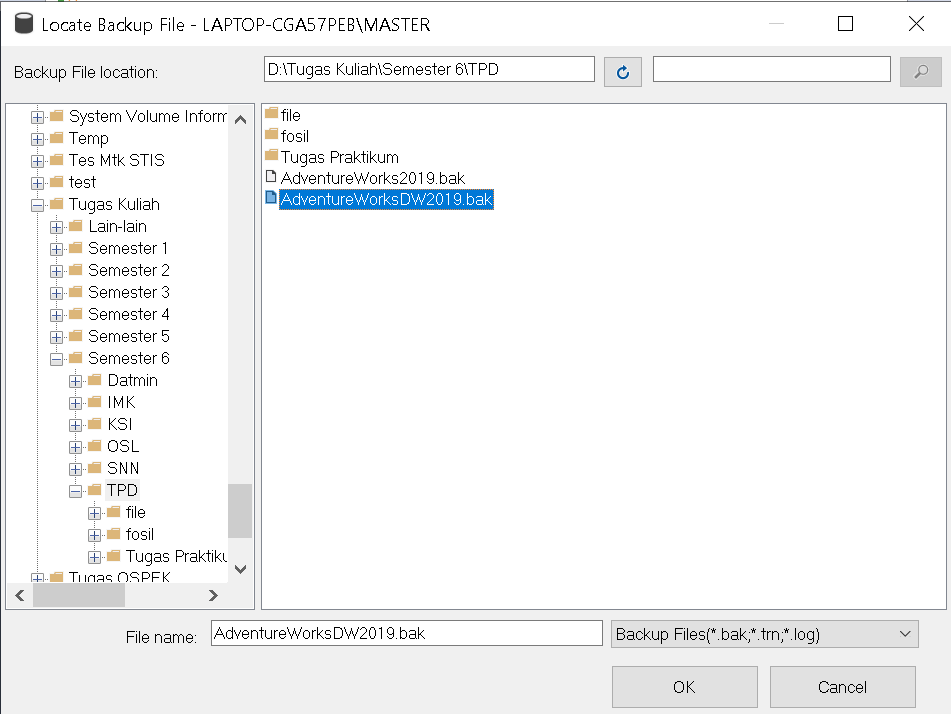 Locate Backup File - LAPTOP-CGA57PEB\MASTER
Backup File location:
D:\Tugas Kuliah\Semester 6\TPD
System Volume Inform
Temp
Tes Mtk STIS
test
Tugas Kuliah
Lain-lain
Semester 1
Semester 2
Semester 3
Semester 4
Semester 5
Semester 6
Datmin
IMK
KSI
OSL
SNN
TPD
file
fosil
Tugas Praktiku
Tugas OSPEK
file
fosil
Tugas Praktikum
AdventureWorks2019.bak
AdventureWorksDW2019.bak
File name:
AdventureWorksDW2019.bak
Backup Files(*.bak;*.trn;*.log)
OK
Cancel